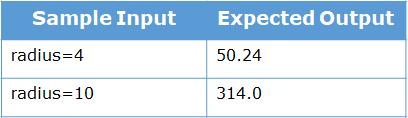 Sample Input Expected Output
radius=4 50.24
radius=10 314.0